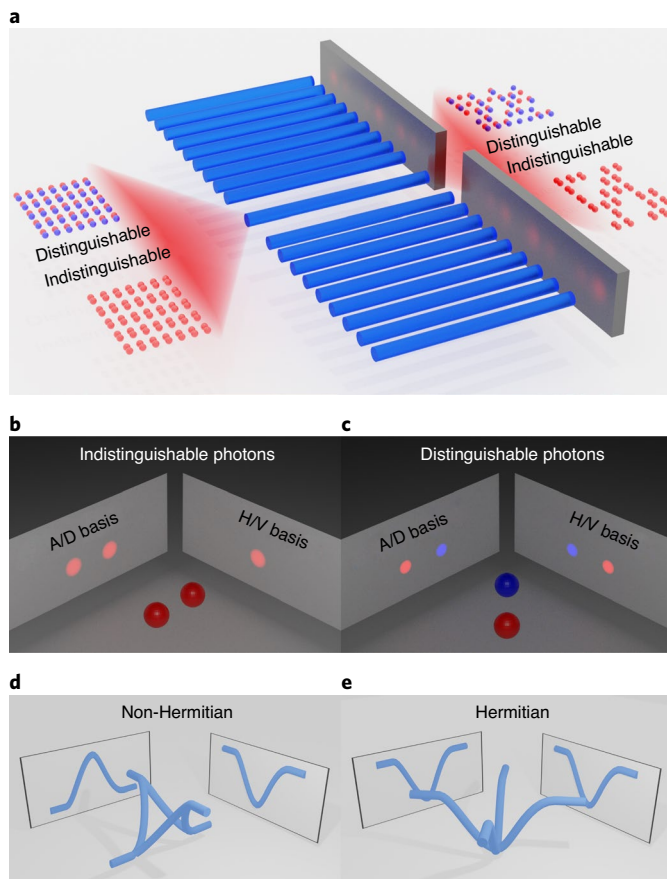 a
Distinguishable
Indistinguishable
Distinguishable
Indistinguishable
b
Indistinguishable photons
A/D basis
H/V basis
c
Distinguishable photons
A/D basis
H/V basis
d
Non-Hermitian
e
Hermitian